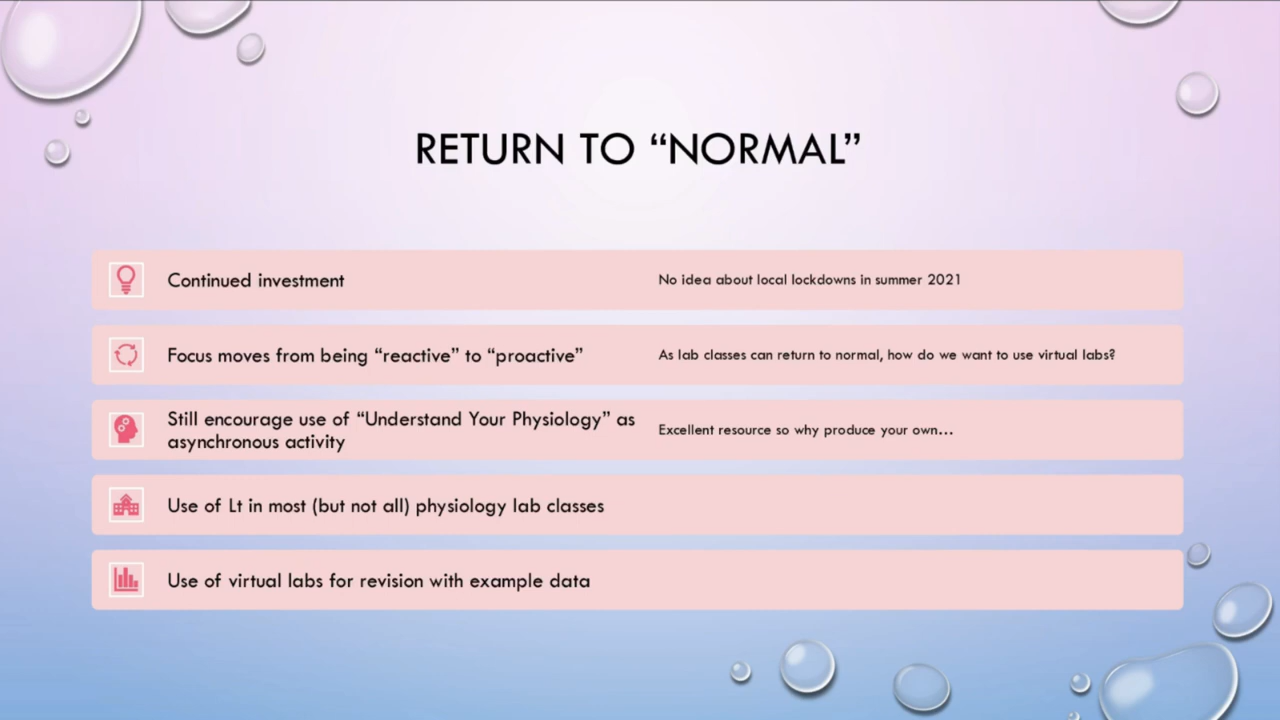 RETURN TO “NORMAL”
Continued investment
No idea about local lockdowns in summer 2021
Focus moves from being “reactive” to “proactive”
As lab classes can return to normal, how do we want to use virtual labs?
Still encourage use of “Understand Your Physiology” as
asynchronous activity
Excellent resource so why produce your own…
Use of Lt in most (but not all) physiology lab classes
Use of virtual labs for revision with example data